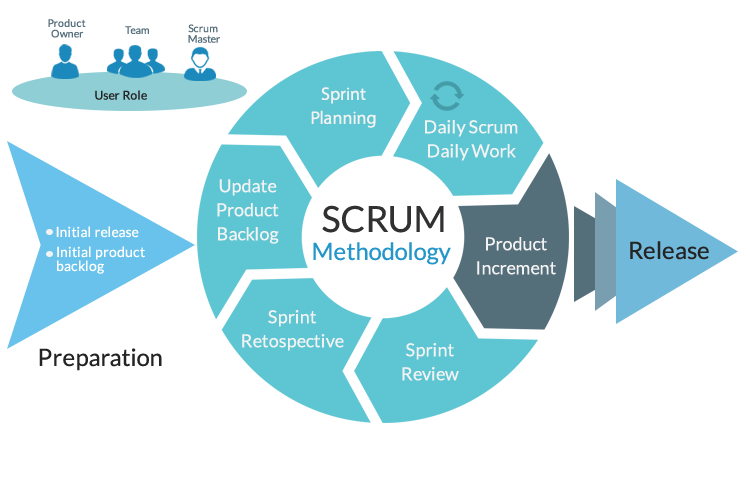 Product
Owner
Team
Scrum
Master
User Role
Sprint
Planning
Daily Scrum
Daily Work
Update
Product
Backlog
SCRUM
Methodology
Product
Increment
Initial release
Initial product
backlog
Release
Sprint
Retospective
Sprint
Review
Preparation